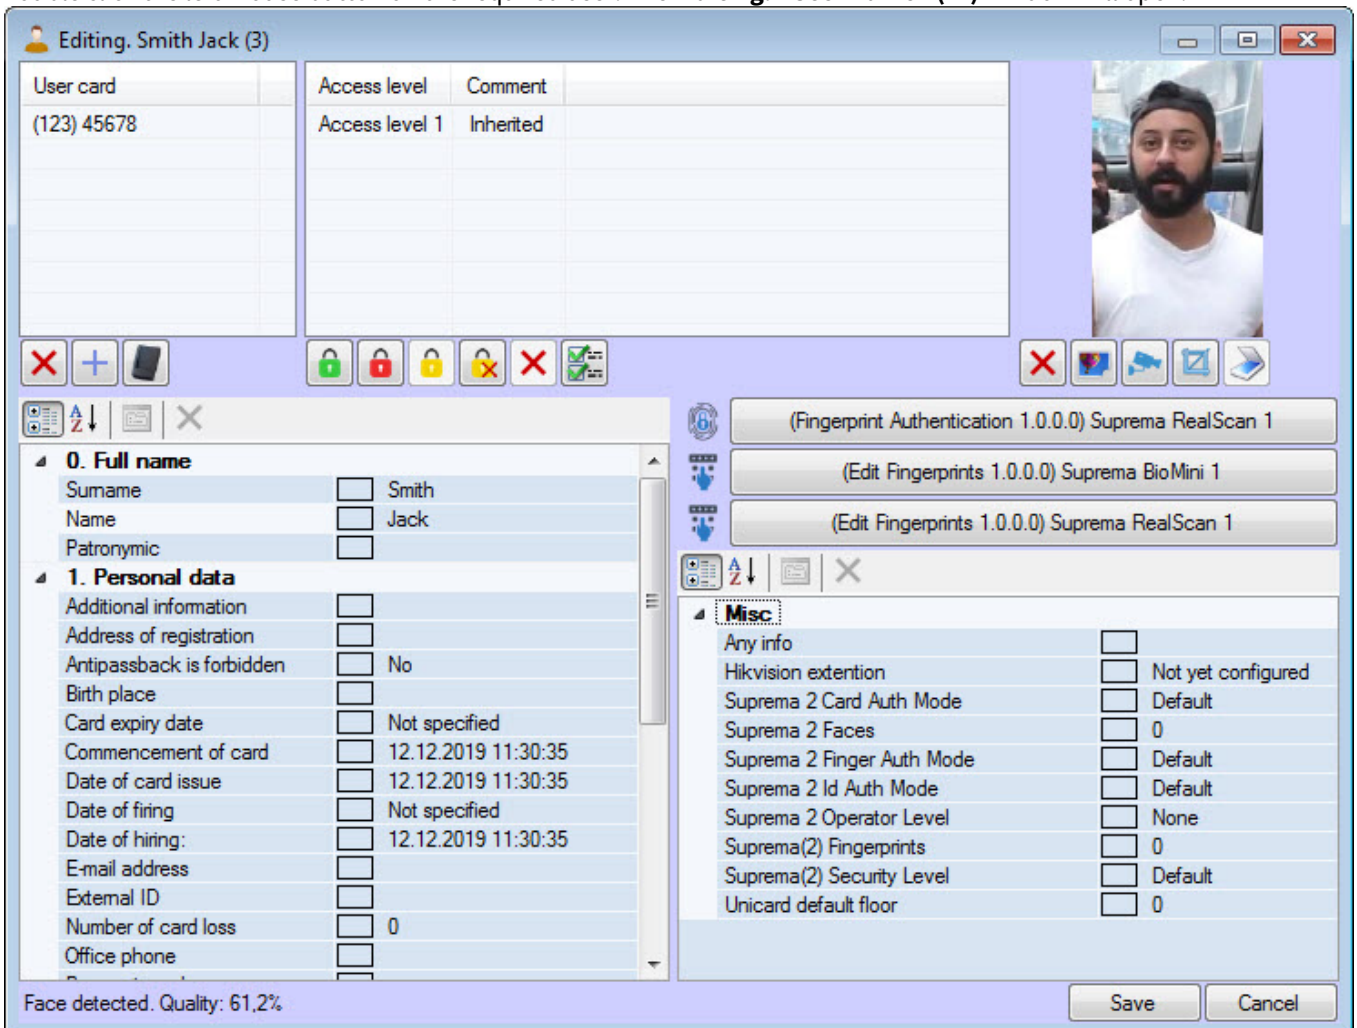 Editing. Smith Jack (3)
User card
(123) 45678
Access level Comment
Access level 1 Inherited
(Fingerprint Authentication 1.0.0.0) Suprema RealScan 1
(Edit Fingerprints 1.0.0.0) Suprema BioMini 1
(Edit Fingerprints 1.0.0.0) Suprema RealScan 1
0. Full name
Surname Smith
Name Jack
Patronymic
1. Personal data
Additional information
Address of registration
Antipassback is forbidden No
Birth place
Card expiry date Not specified
Commencement of card 12.12.2019 11:30:35
Date of card issue 12.12.2019 11:30:35
Date of firing Not specified
Date of hiring: 12.12.2019 11:30:35
E-mail address
External ID
Number of card loss 0
Office phone
Misc
Any info
Hikvision extention Not yet configured
Suprema 2 Card Auth Mode Default
Suprema 2 Faces 0
Suprema 2 Finger Auth Mode Default
Suprema 2 Id Auth Mode Default
Suprema 2 Operator Level None
Suprema(2) Fingerprints 0
Suprema(2) Security Level Default
Unicard default floor 0
Face detected. Quality: 61,2%
Save Cancel